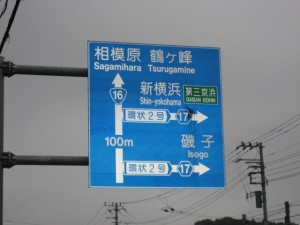 相模原 鶴ヶ峰
Sagamihara Tsurugamine
16
新横浜 第三京浜
Shin-yokohama DAISAN KEIHIN
環状2号 17
100m
磯子
Isogo
環状2号 17